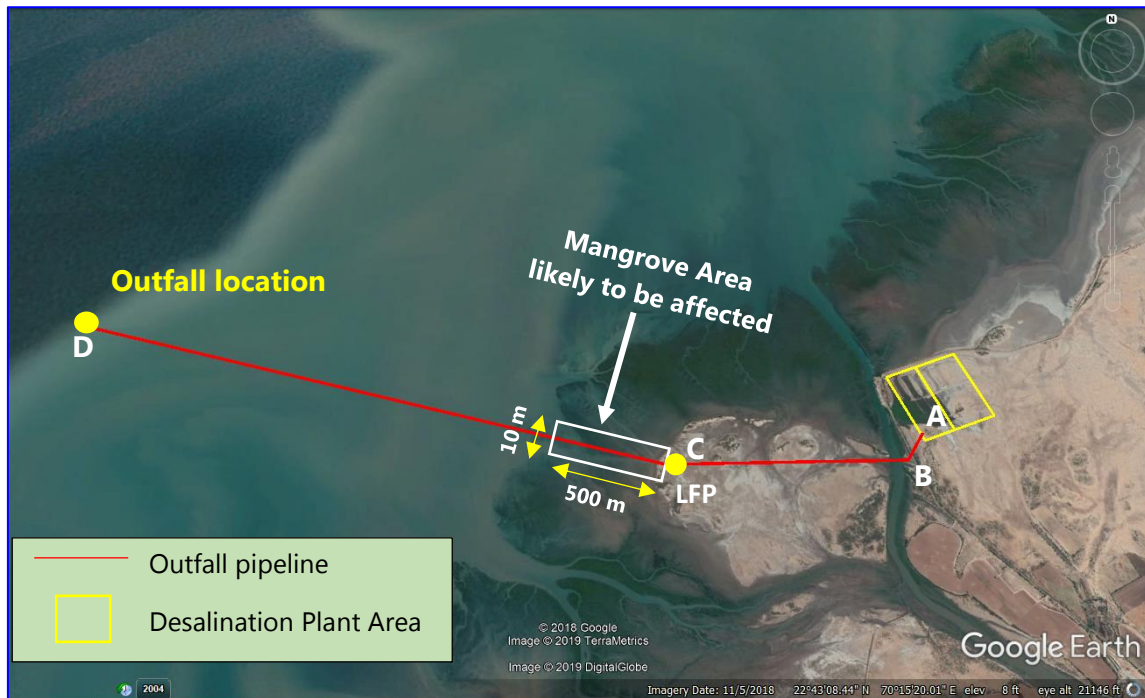 N
Mangrove Area
likely to be affected
Outfall location
D
A
B
10 m
C
500 m
LFP
Outfall pipeline
Desalination Plant Area
© 2018 Google
Image © 2019 TerraMetrics
Image © 2019 DigitalGlobe
Google Earth
2004
Imagery Date: 11/5/2018 22°43'08.44" N 70°15'20.01" E elev 8 ft eye alt 21146 ft